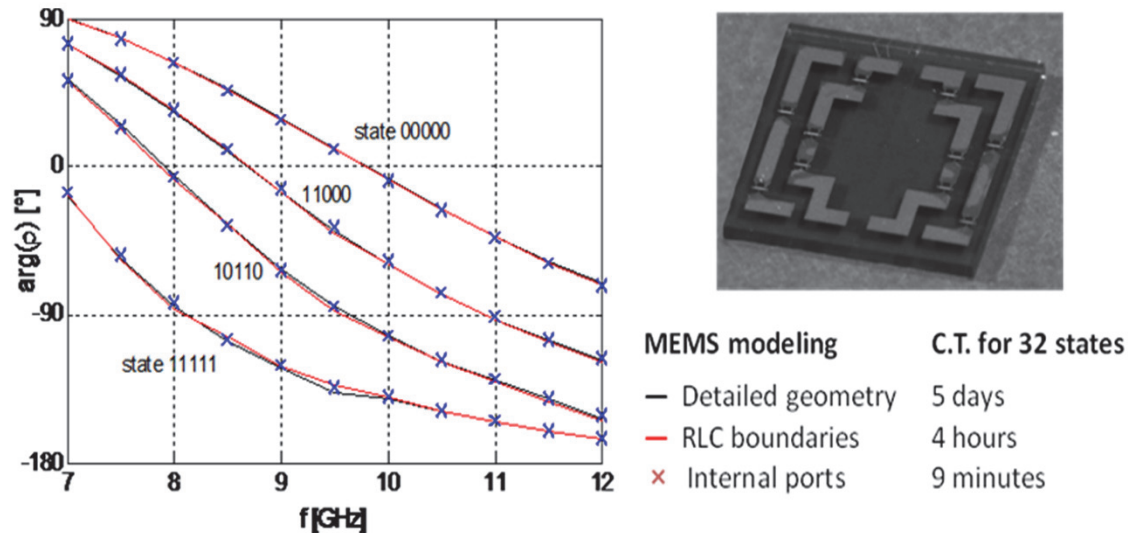 90
0
-90
-180
arg(ρ) [°]
state 00000
11000
10110
state 11111
7 8 9 10 11 12
f [GHz]
MEMS modeling C.T. for 32 states
Detailed geometry 5 days
RLC boundaries 4 hours
Internal ports 9 minutes